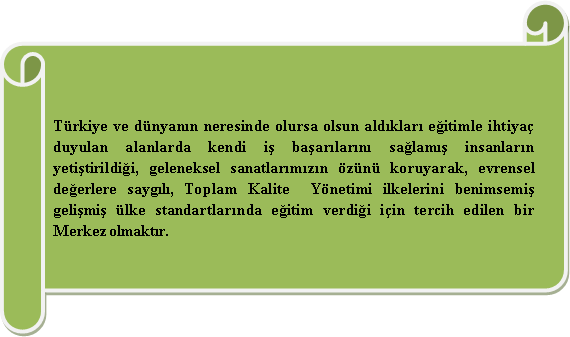 Türkiye ve dünyanın neresinde olursa olsun aldıkları eğitimle ihtiyaç
duyulan alanlarda kendi iş başarılarını sağlamış insanların
yetiştirildiği, geleneksel sanatlarımızın özünü koruyarak, evrensel
değerlere saygılı, Toplam Kalite Yönetimi ilkelerini benimsemiş
gelişmiş ülke standartlarında eğitim verdiği için tercih edilen bir
Merkez olmaktır.